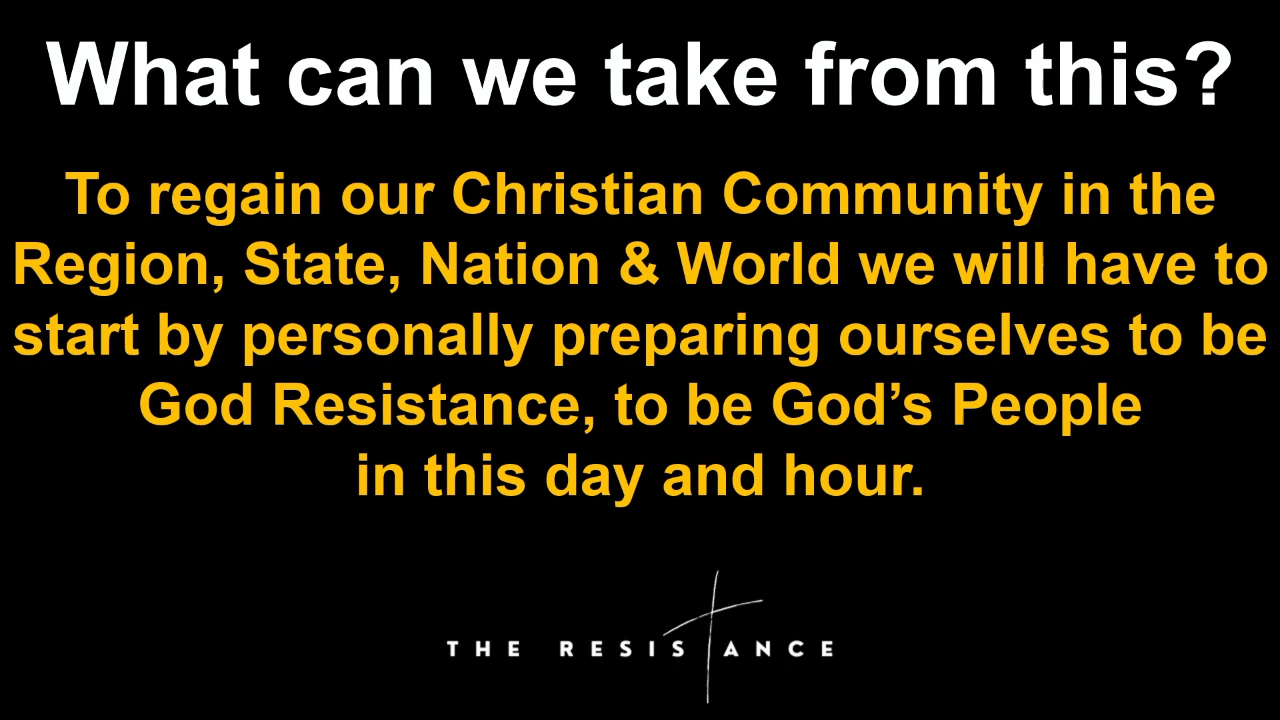 What can we take from this?
To regain our Christian Community in the
Region, State, Nation & World we will have to
start by personally preparing ourselves to be
God Resistance, to be God’s People
in this day and hour.
THE RESISTANCE